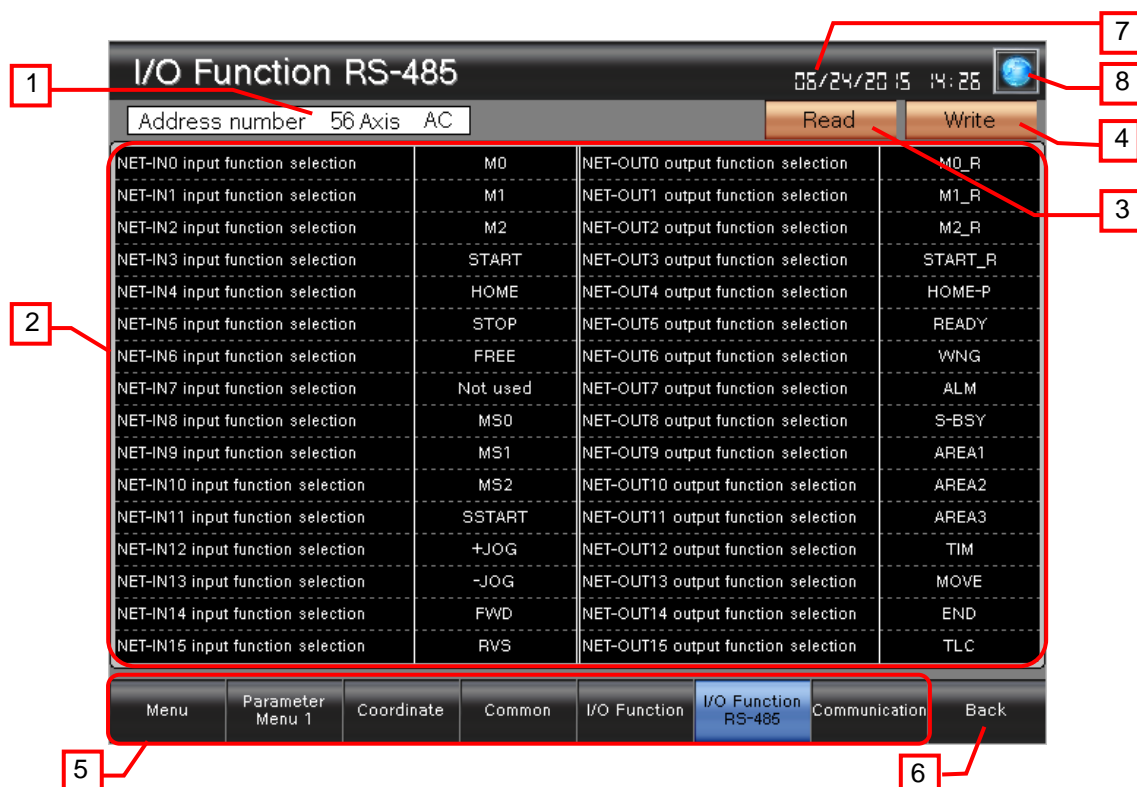 7
I/O Function RS-485
06/24/2015 14:26
1
8
Address number 56 Axis AC
Read
Write
4
NET-IN0 input function selection M0 NET-OUT0 output function selection M0_R
NET-IN1 input function selection M1 NET-OUT1 output function selection M1_R
3
NET-IN2 input function selection M2 NET-OUT2 output function selection M2_R
NET-IN3 input function selection START NET-OUT3 output function selection START_R
NET-IN4 input function selection HOME NET-OUT4 output function selection HOME-P
2
NET-IN5 input function selection STOP NET-OUT5 output function selection READY
NET-IN6 input function selection FREE NET-OUT6 output function selection WNG
NET-IN7 input function selection Not used NET-OUT7 output function selection ALM
NET-IN8 input function selection MS0 NET-OUT8 output function selection S-BSY
NET-IN9 input function selection MS1 NET-OUT9 output function selection AREA1
NET-IN10 input function selection MS2 NET-OUT10 output function selection AREA2
NET-IN11 input function selection SSTART NET-OUT11 output function selection AREA3
NET-IN12 input function selection +JOG NET-OUT12 output function selection TIM
NET-IN13 input function selection -JOG NET-OUT13 output function selection MOVE
NET-IN14 input function selection FWD NET-OUT14 output function selection END
NET-IN15 input function selection RVS NET-OUT15 output function selection TLC
Menu
Parameter
Menu 1
Coordinate
Common
I/O Function
I/O Function
RS-485
Communication
Back
5
6